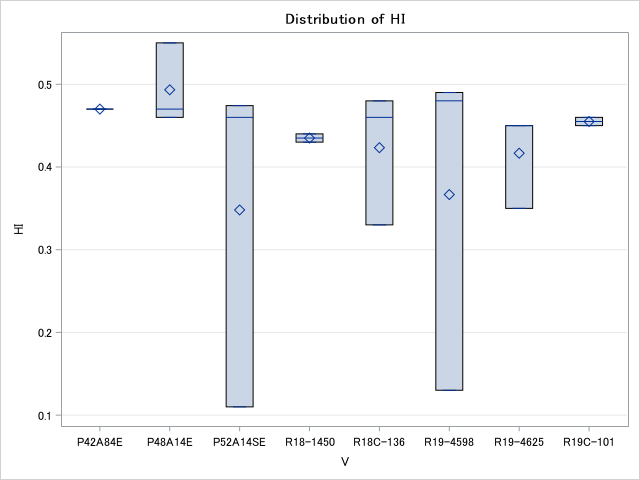 Distribution of HI
0.5
0.4
0.3
0.2
0.1
HI
P42A84E P48A14E P52A14SE R18-1450 R18C-136 R19-4598 R19-4625 R19C-101
V